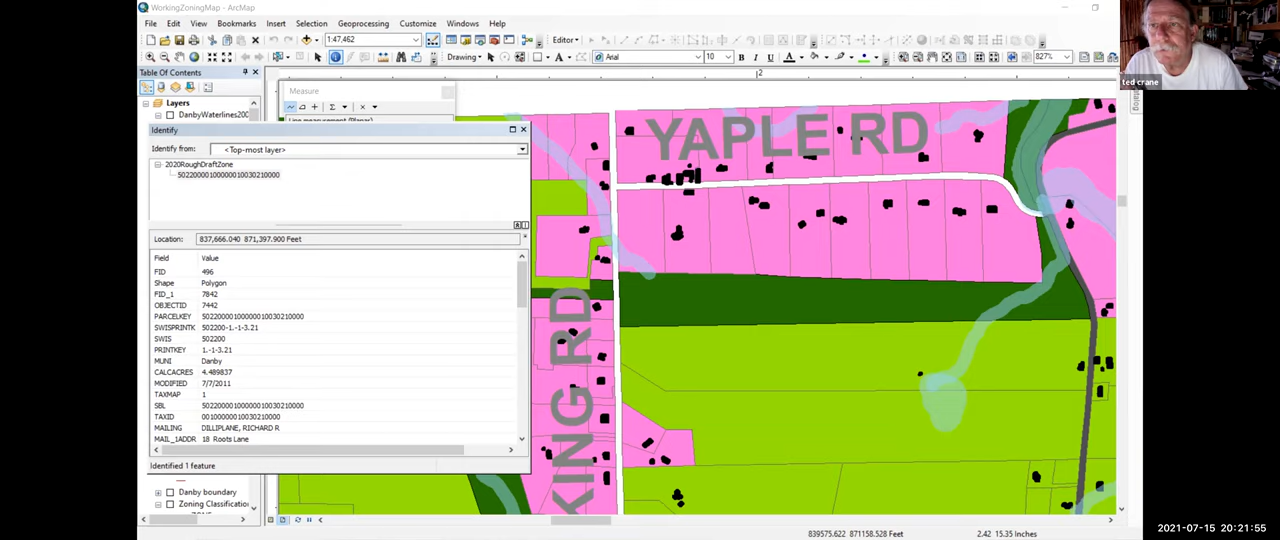 WorkingZoningMap - ArcMap
File Edit View Bookmarks Insert Selection Geoprocessing Customize Windows Help
1:47,462 Editor
Drawing Arial 10 B I U A 827%
Table Of Contents
Layers
DanbyWaterlines200
Measure
Identify
Identify from: <Top-most layer>
2020RoughDraftZone
5022000010000010030210000
Location: 837,666.040 871,397.900 Feet
Field Value
FID 496
Shape Polygon
FID_1 7842
OBJECTID 7442
PARCELKEY 50220000100000010030210000
SWISPRINTK 502200-1.-1-3.21
SWIS 502200
PRINTKEY 1.-1-3.21
MUNI Danby
CALCACRES 4.489837
MODIFIED 7/7/2011
TAXMAP 1
SBL 50220000100000010030210000
TAXID 00100000010030210000
MAILING DILLIPLANE, RICHARD R
MAIL_1ADDR 18 Roots Lane
Identified 1 feature
Danby boundary
Zoning Classification
YAPLE RD
KING RD
2
ted crane
Catalog
839575.622 871158.528 Feet 2.42 15.35 Inches
2021-07-15 20:21:55